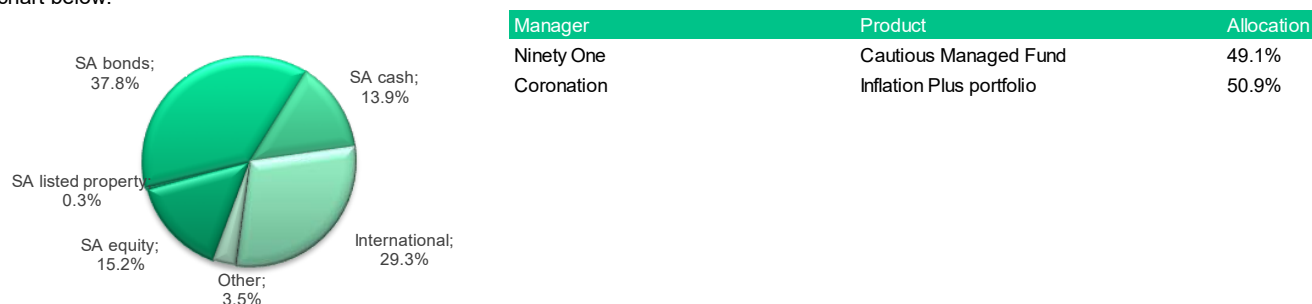 chart below.
SA bonds;
37.8%
SA cash;
13.9%
SA listed property;
0.3%
SA equity;
15.2%
Other;
3.5%
International;
29.3%
Manager Product Allocation
Ninety One Cautious Managed Fund 49.1%
Coronation Inflation Plus portfolio 50.9%